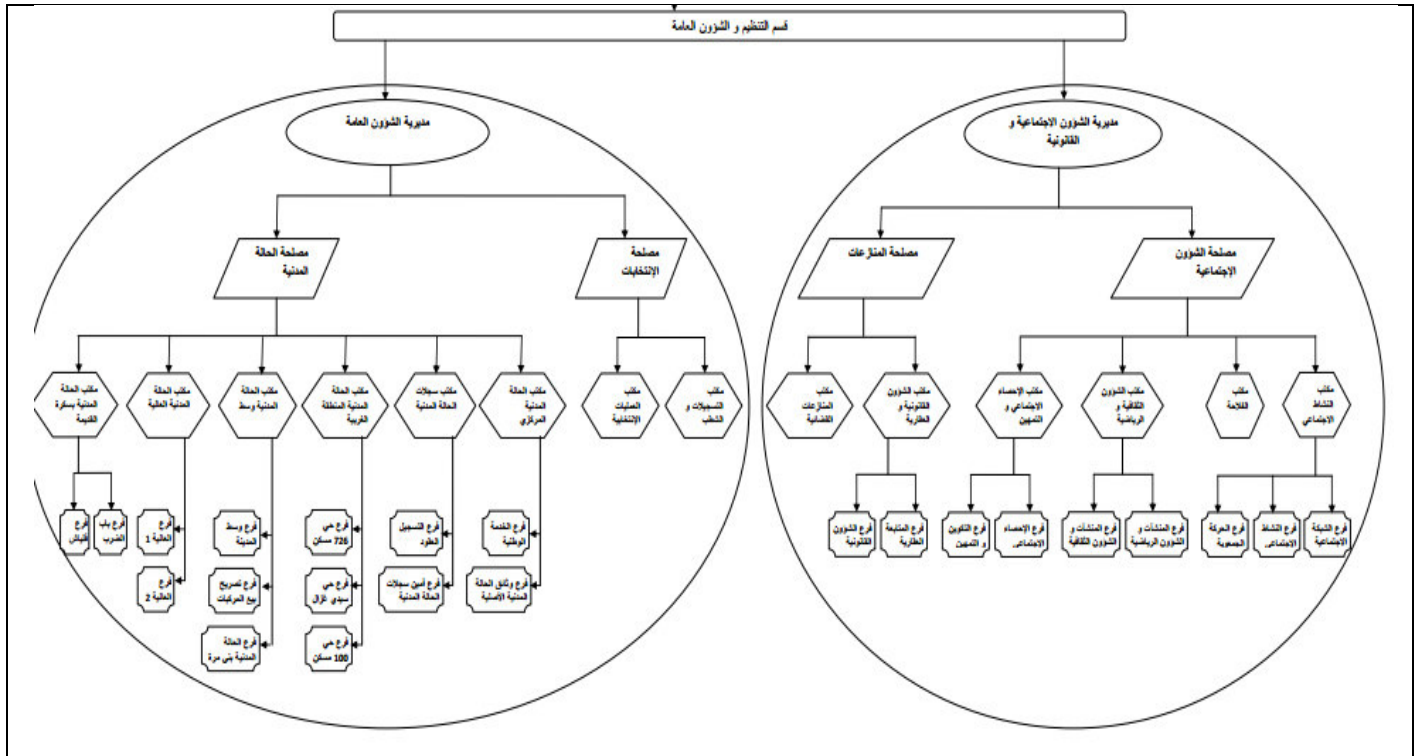 قسم التنظيم و الشؤون العامة
مديرية الشؤون الاجتماعية و
القانونية
مديرية الشؤون العامة
مصلحة الشؤون
الإجتماعية
مصلحة المنازعات
مصلحة
الإنتخابات
مصلحة الحالة
المدنية
مكتب
النشاط
الاجتماعي
مكتب
الفلاحة
مكتب الشؤون
الثقافية و
الرياضية
مكتب الإحصاء
الاجتماعي و
التمهين
مكتب الشؤون
القانونية و
العقارية
مكتب
المنازعات
القضائية
مكتب
التسجيلات و
الشطب
مكتب
العمليات
الإنتخابية
مكتب الحالة
المدنية
المركزي
مكتب سجلات
الحالة المدنية
مكتب الحالة
المدنية المنطقة
الغربية
مكتب الحالة
المدنية وسط
مكتب الحالة
المدنية العالية
مكتب الحالة
المدنية بسكرة
القديمة
فرع الشبكة
الإجتماعية
فرع النشاط
الاجتماعي
فرع الحركة
الجمعوية
فرع المنشآت و
الشؤون الرياضية
فرع المنشآت و
الشؤون الثقافية
فرع الإحصاء
الاجتماعي
فرع التكوين
و التمهين
فرع المتابعة
العقارية
فرع الشؤون
القانونية
فرع الخدمة
الوطنية
فرع وثائق الحالة
المدنية الأصلية
فرع التسجيل
العقود
فرع أمين سجلات
الحالة المدنية
فرع حي
726 مسكن
فرع حي
سيدي غزال
فرع حي
100 مسكن
فرع وسط
المدينة
فرع تصريح
بيع المركبات
فرع الحالة
المدنية بني مرة
فرع
العالية 1
فرع
العالية 2
فرع باب
الضرب
فرع
فلياش